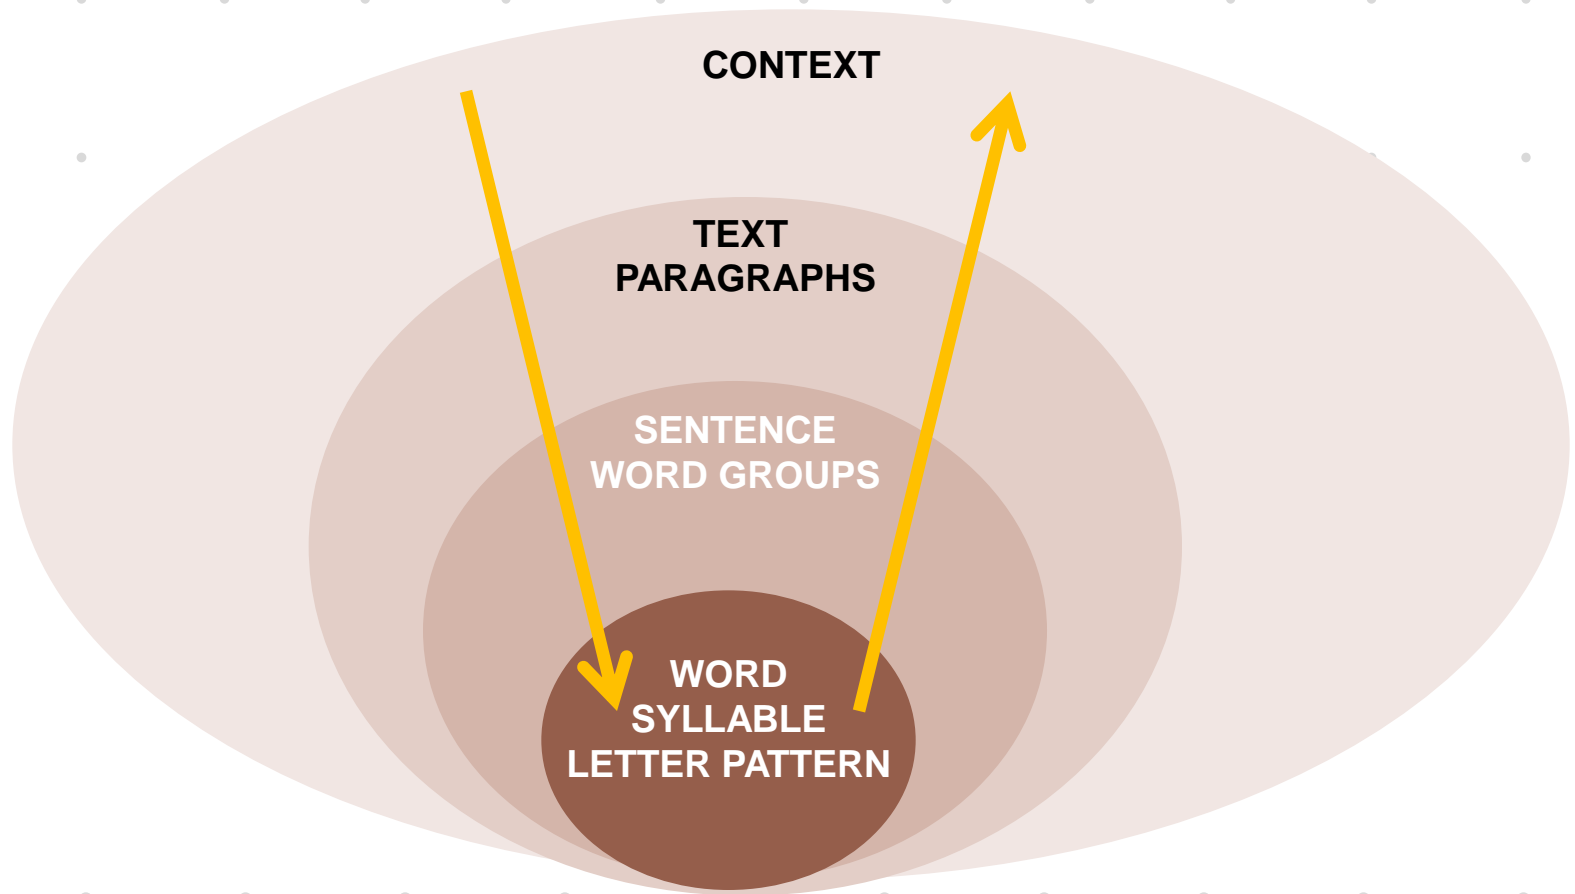 CONTEXT
TEXT
PARAGRAPHS
SENTENCE
WORD GROUPS
WORD
SYLLABLE
LETTER PATTERN